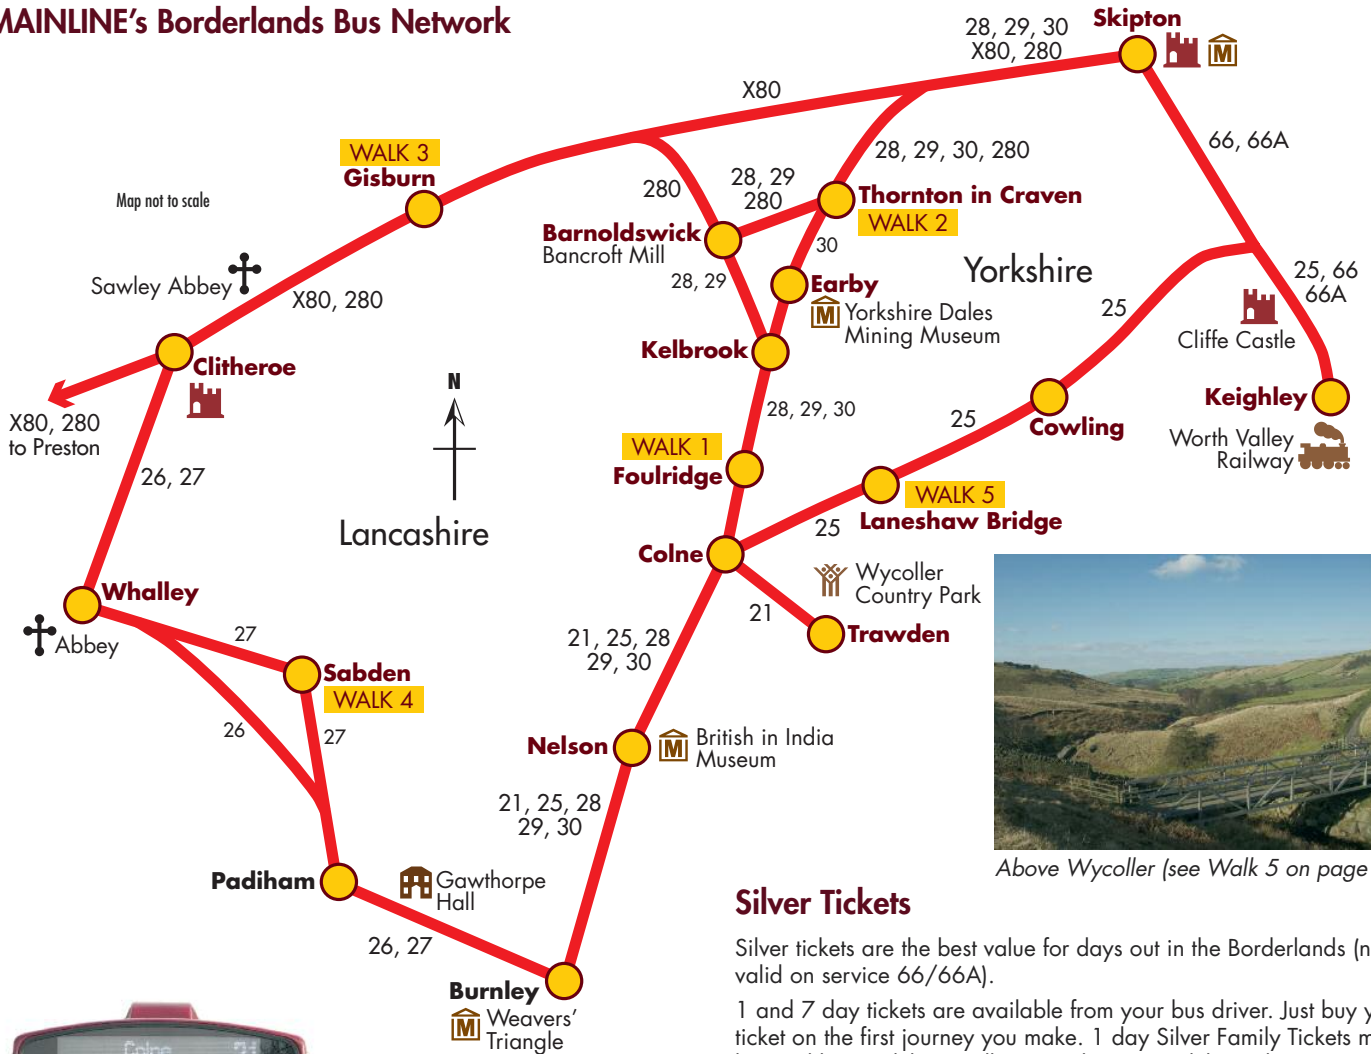 MAINLINE's Borderlands Bus Network
28, 29, 30
X80, 280
Skipton
M
X80
66, 66A
WALK 3
Gisburn
28, 29, 30, 280
Map not to scale
280
28, 29
280
Thornton in Craven
WALK 2
Barnoldswick
Bancroft Mill
30
Yorkshire
Sawley Abbey
X80, 280
28, 29
Earby
M
Yorkshire Dales
Mining Museum
25, 66
66A
25
Cliffe Castle
Kelbrook
Clitheroe
N
X80, 280
to Preston
28, 29, 30
Keighley
25
Cowling
Worth Valley
Railway
WALK 1
Foulridge
26, 27
WALK 5
Laneshaw Bridge
Lancashire
25
Colne
Wycoller
Country Park
Whalley
21
Trawden
Abbey
27
21, 25, 28
29, 30
Sabden
WALK 4
26
27
Nelson
M
British in India
Museum
21, 25, 28
29, 30
Above Wycoller (see Walk 5 on page
Padiham
Gawthorpe
Hall
Silver Tickets
26, 27
Silver tickets are the best value for days out in the Borderlands (n
valid on service 66/66A).
Burnley
M
Weavers'
Triangle
1 and 7 day tickets are available from your bus driver. Just buy y
ticket on the first journey you make. 1 day Silver Family Tickets m
Colne